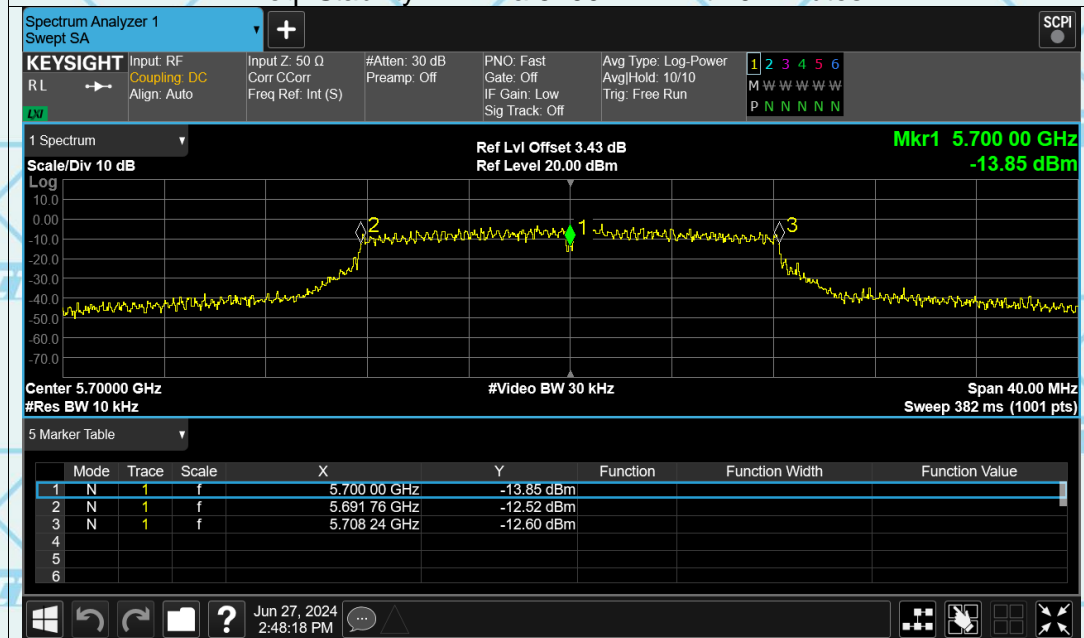 Spectrum Analyzer 1
Swept SA
+
SCPI
KEYSIGHT
RL
LXI
Input: RF
Coupling: DC
Align: Auto
Input Z: 50 Ω
Corr CCorr
Freq Ref: Int (S)
#Atten: 30 dB
Preamp: Off
PNO: Fast
Gate: Off
IF Gain: Low
Sig Track: Off
Avg Type: Log-Power
Avg|Hold: 10/10
Trig: Free Run
1 2 3 4 5 6
M W W W W W
P N N N N N
1 Spectrum
Scale/Div 10 dB
Ref Lvl Offset 3.43 dB
Ref Level 20.00 dBm
Mkr1 5.700 00 GHz
-13.85 dBm
Log
10.0
0.00
-10.0
-20.0
-30.0
-40.0
-50.0
-60.0
-70.0
2
1
3
Center 5.70000 GHz
#Video BW 30 kHz
Span 40.00 MHz
#Res BW 10 kHz
Sweep 382 ms (1001 pts)
5 Marker Table
Mode Trace Scale X Y Function Function Width Function Value
1 N 1 f 5.700 00 GHz -13.85 dBm
2 N 1 f 5.691 76 GHz -12.52 dBm
3 N 1 f 5.708 24 GHz -12.60 dBm
4
5
6
?
Jun 27, 2024
2:48:18 PM